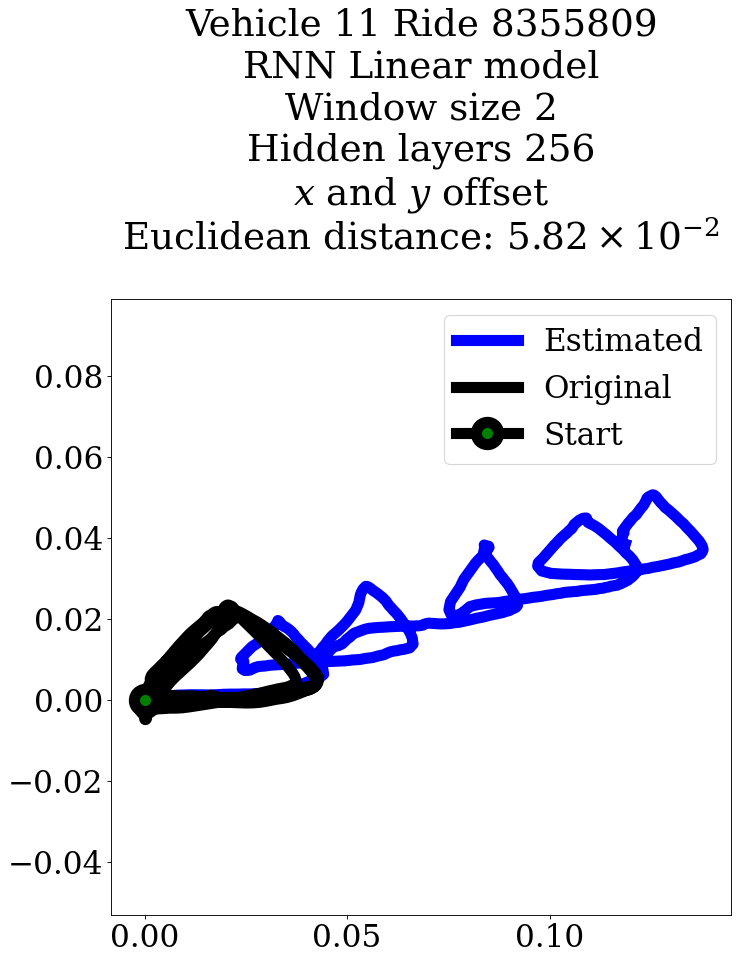 Vehicle 11 Ride 8355809
RNN Linear model
Window size 2
Hidden layers 256
x and y offset
Euclidean distance: 5.82 × 10⁻²
Estimated
Original
Start
0.08
0.06
0.04
0.02
0.00
−0.02
−0.04
0.00 0.05 0.10